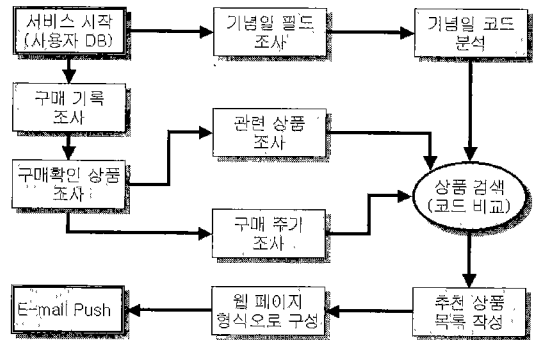 서비스 시작
(사용자 DB)
기념일 필드
조사
기념일 코드
분석
구매 기록
조사
관련 상품
조사
구매확인 상품
조사
상품 검색
(코드 비교)
구매 주기
조사
E-mail Push
웹 페이지
형식으로 구성
추천 상품
목록 작성